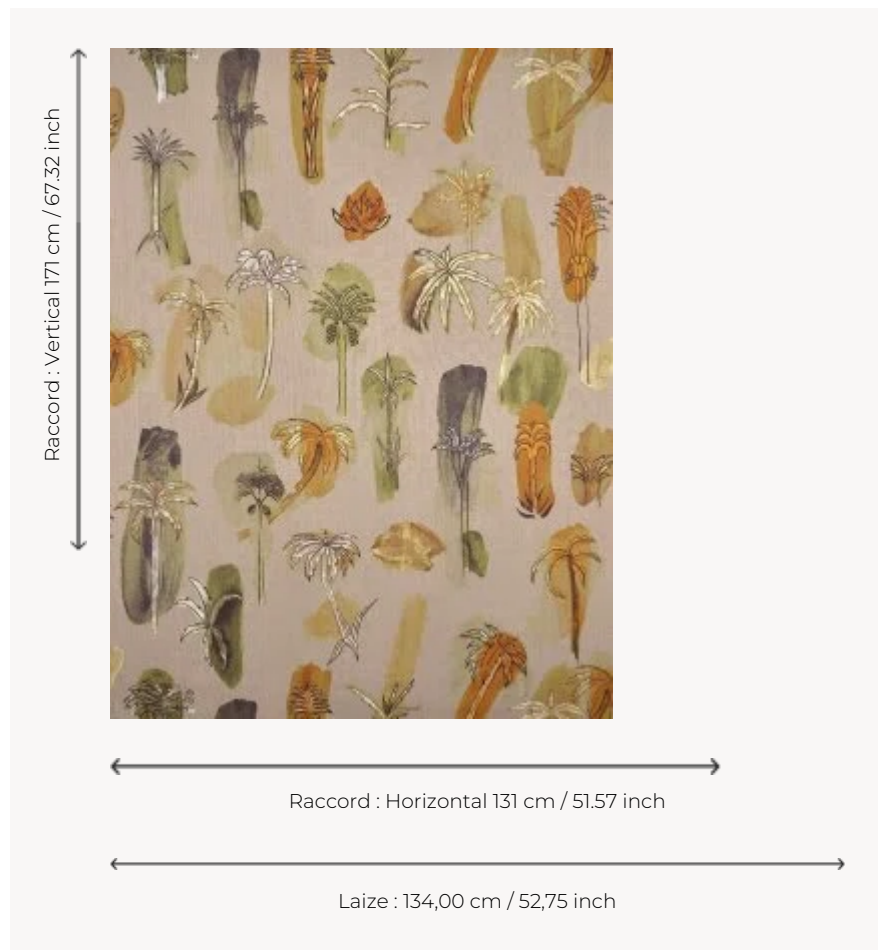 Raccord : Vertical 171 cm / 67.32 inch
Raccord : Horizontal 131 cm / 51.57 inch
Laize : 134,00 cm / 52,75 inch